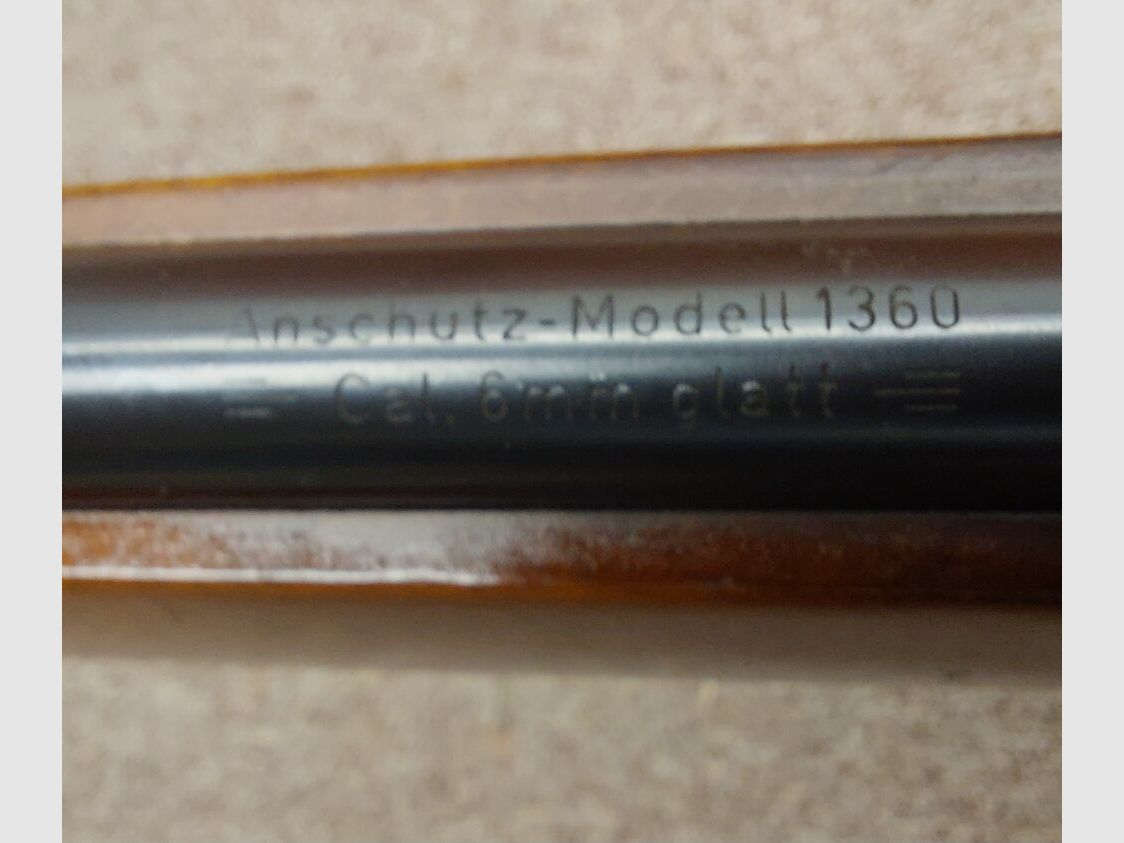 Anschutz-Modell 1360
Cal. 6mm glatt